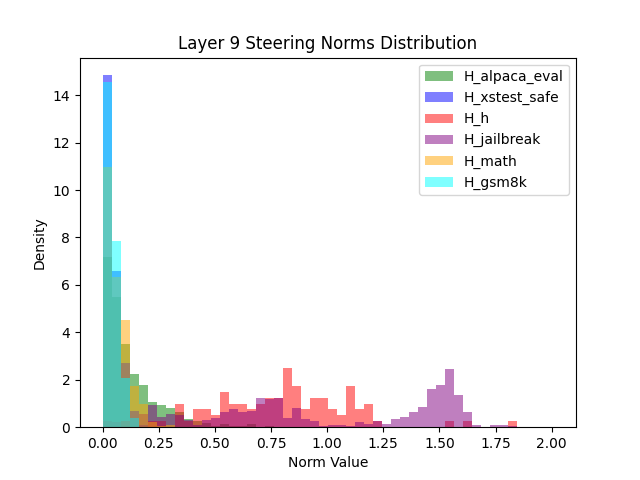 Layer 9 Steering Norms Distribution
H_alpaca_eval
H_xstest_safe
H_h
H_jailbreak
H_math
H_gsm8k
Density
14
12
10
8
6
4
2
0
0.00 0.25 0.50 0.75 1.00 1.25 1.50 1.75 2.00
Norm Value